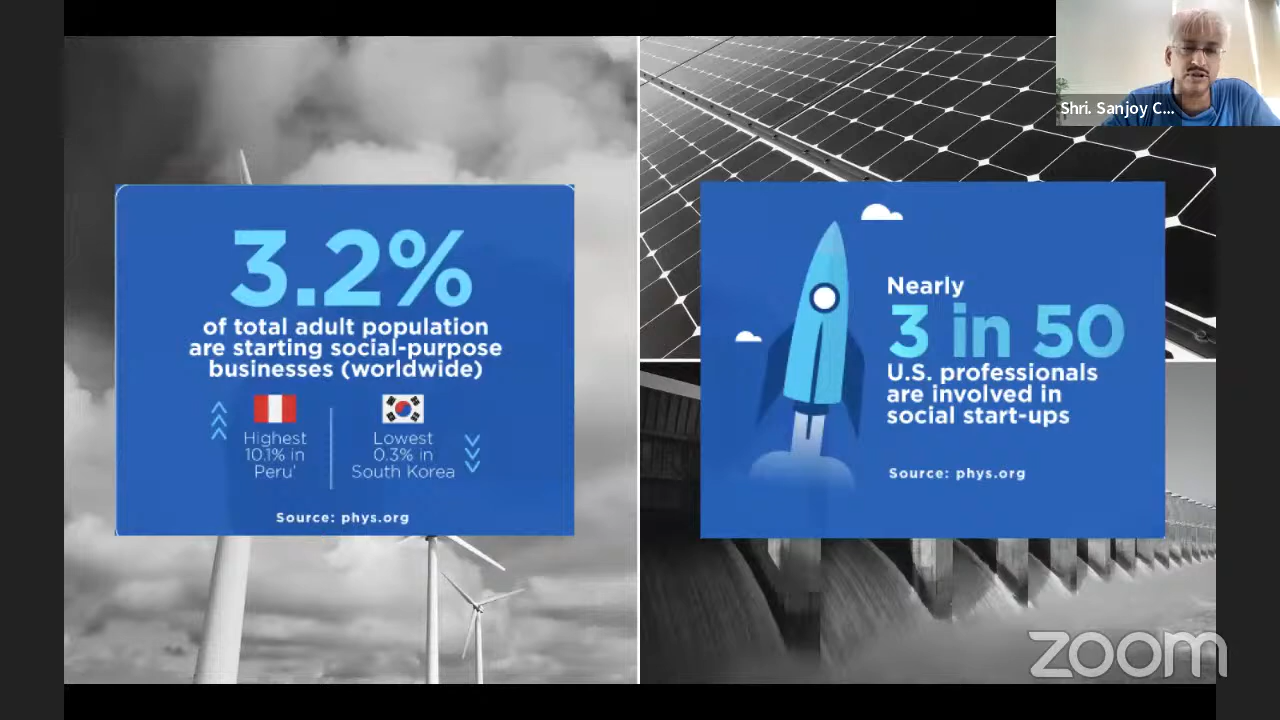 Shri. Sanjoy C...
3.2%
of total adult population
are starting social-purpose
businesses (worldwide)
Highest
10.1% in
Peru'
Lowest
0.3% in
South Korea
Source: phys.org
Nearly
3 in 50
U.S. professionals
are involved in
social start-ups
Source: phys.org
zoom